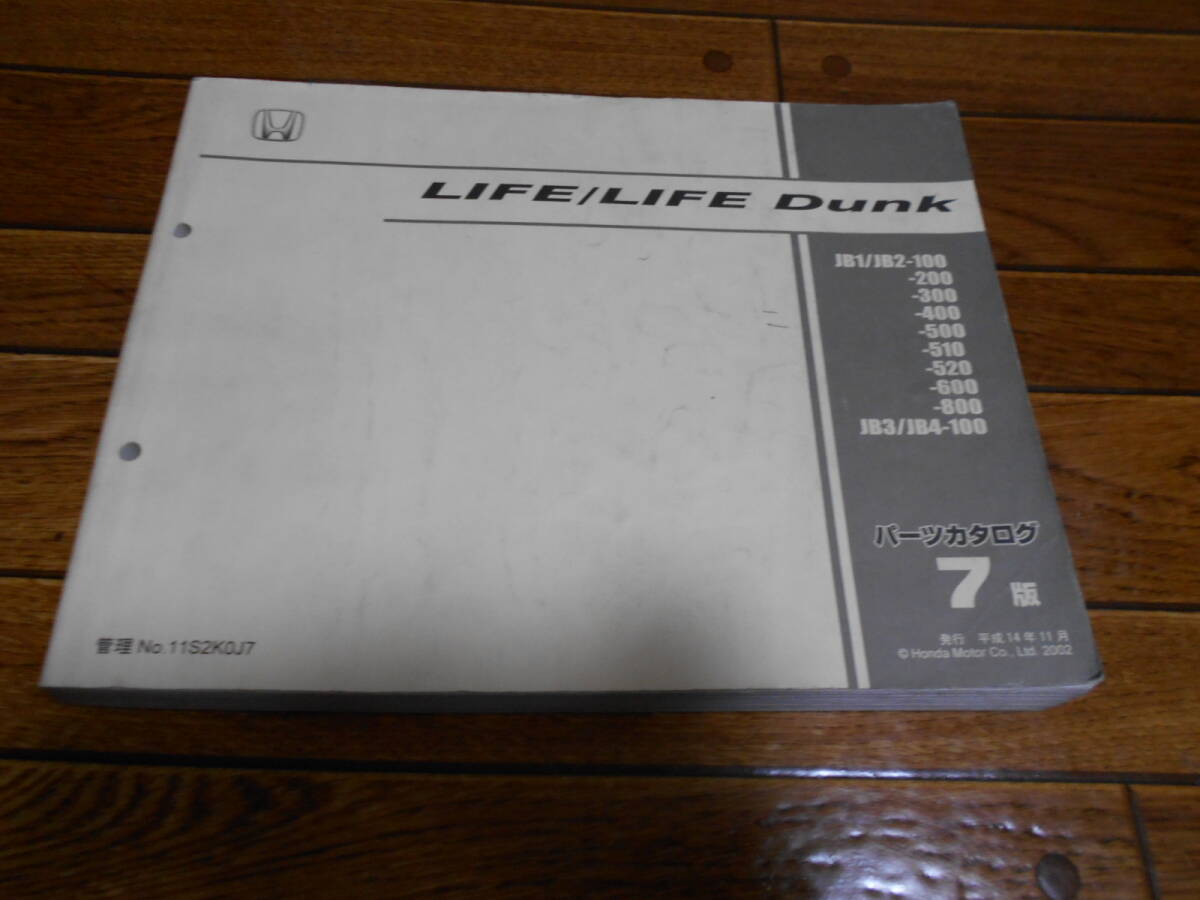 LIFE/LIFE Dunk
JB1/JB2-100
-200
-300
-400
-500
-510
-520
-600
-800
JB3/JB4-100
パーツカタログ
7 版
発行 平成14年11月
© Honda Motor Co., Ltd. 2002
管理 No.11S2K0J7